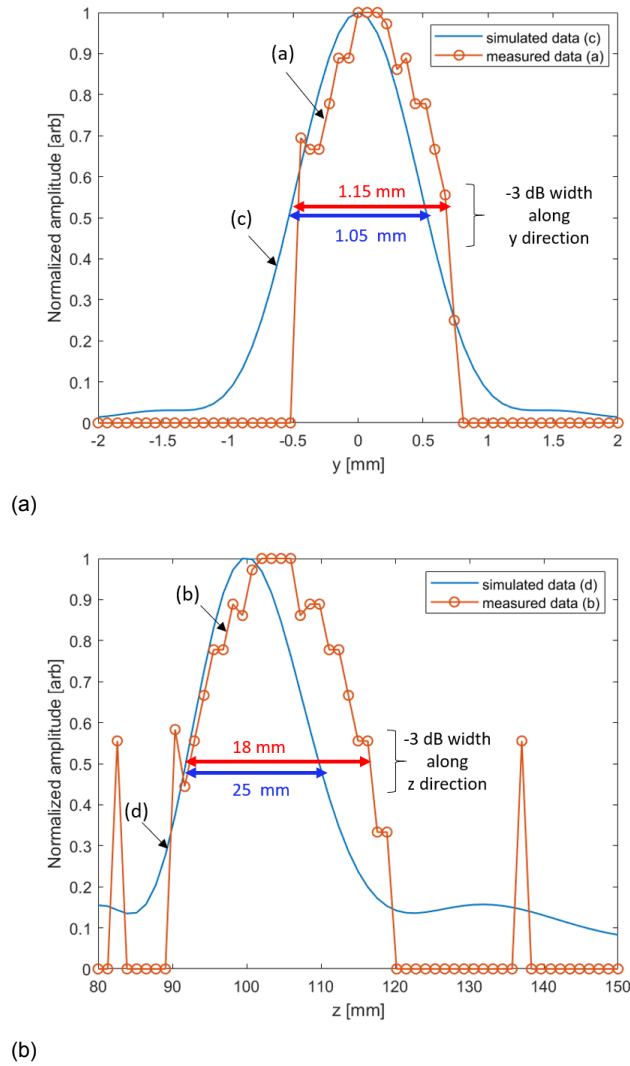 1
0.9
0.8
0.7
0.6
0.5
0.4
0.3
0.2
0.1
0
Normalized amplitude [arb]
simulated data (c)
measured data (a)
(a)
(c)
1.15 mm
1.05 mm
-3 dB width
along
y direction
-2 -1.5 -1 -0.5 0 0.5 1 1.5 2
y [mm]
(a)
1
0.9
0.8
0.7
0.6
0.5
0.4
0.3
0.2
0.1
0
Normalized amplitude [arb]
simulated data (d)
measured data (b)
(b)
(d)
18 mm
25 mm
-3 dB width
along
z direction
80 90 100 110 120 130 140 150
z [mm]
(b)